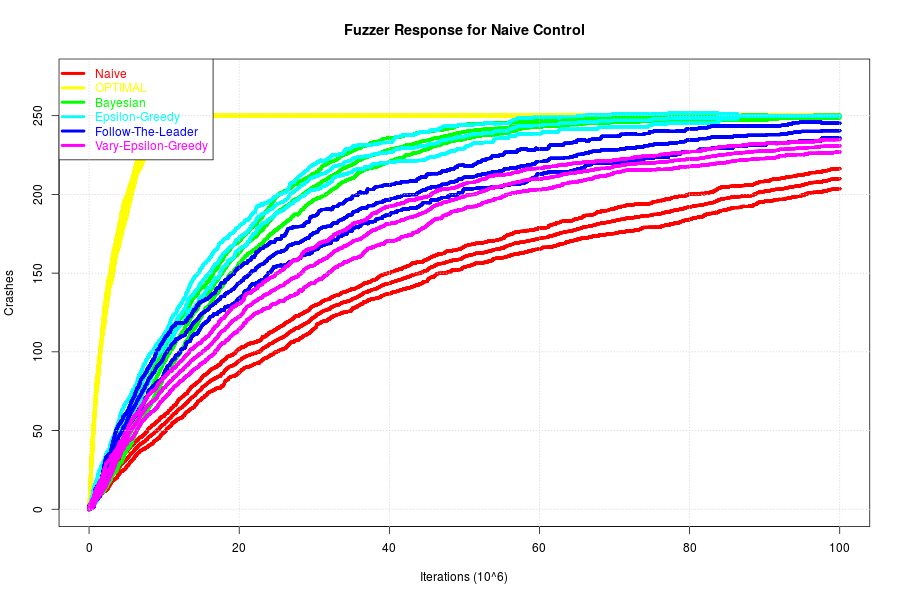 Fuzzer Response for Naive Control
Naive
OPTIMAL
Bayesian
Epsilon-Greedy
Follow-The-Leader
Vary-Epsilon-Greedy
250
200
150
100
50
0
Crashes
0 20 40 60 80 100
Iterations (10^6)